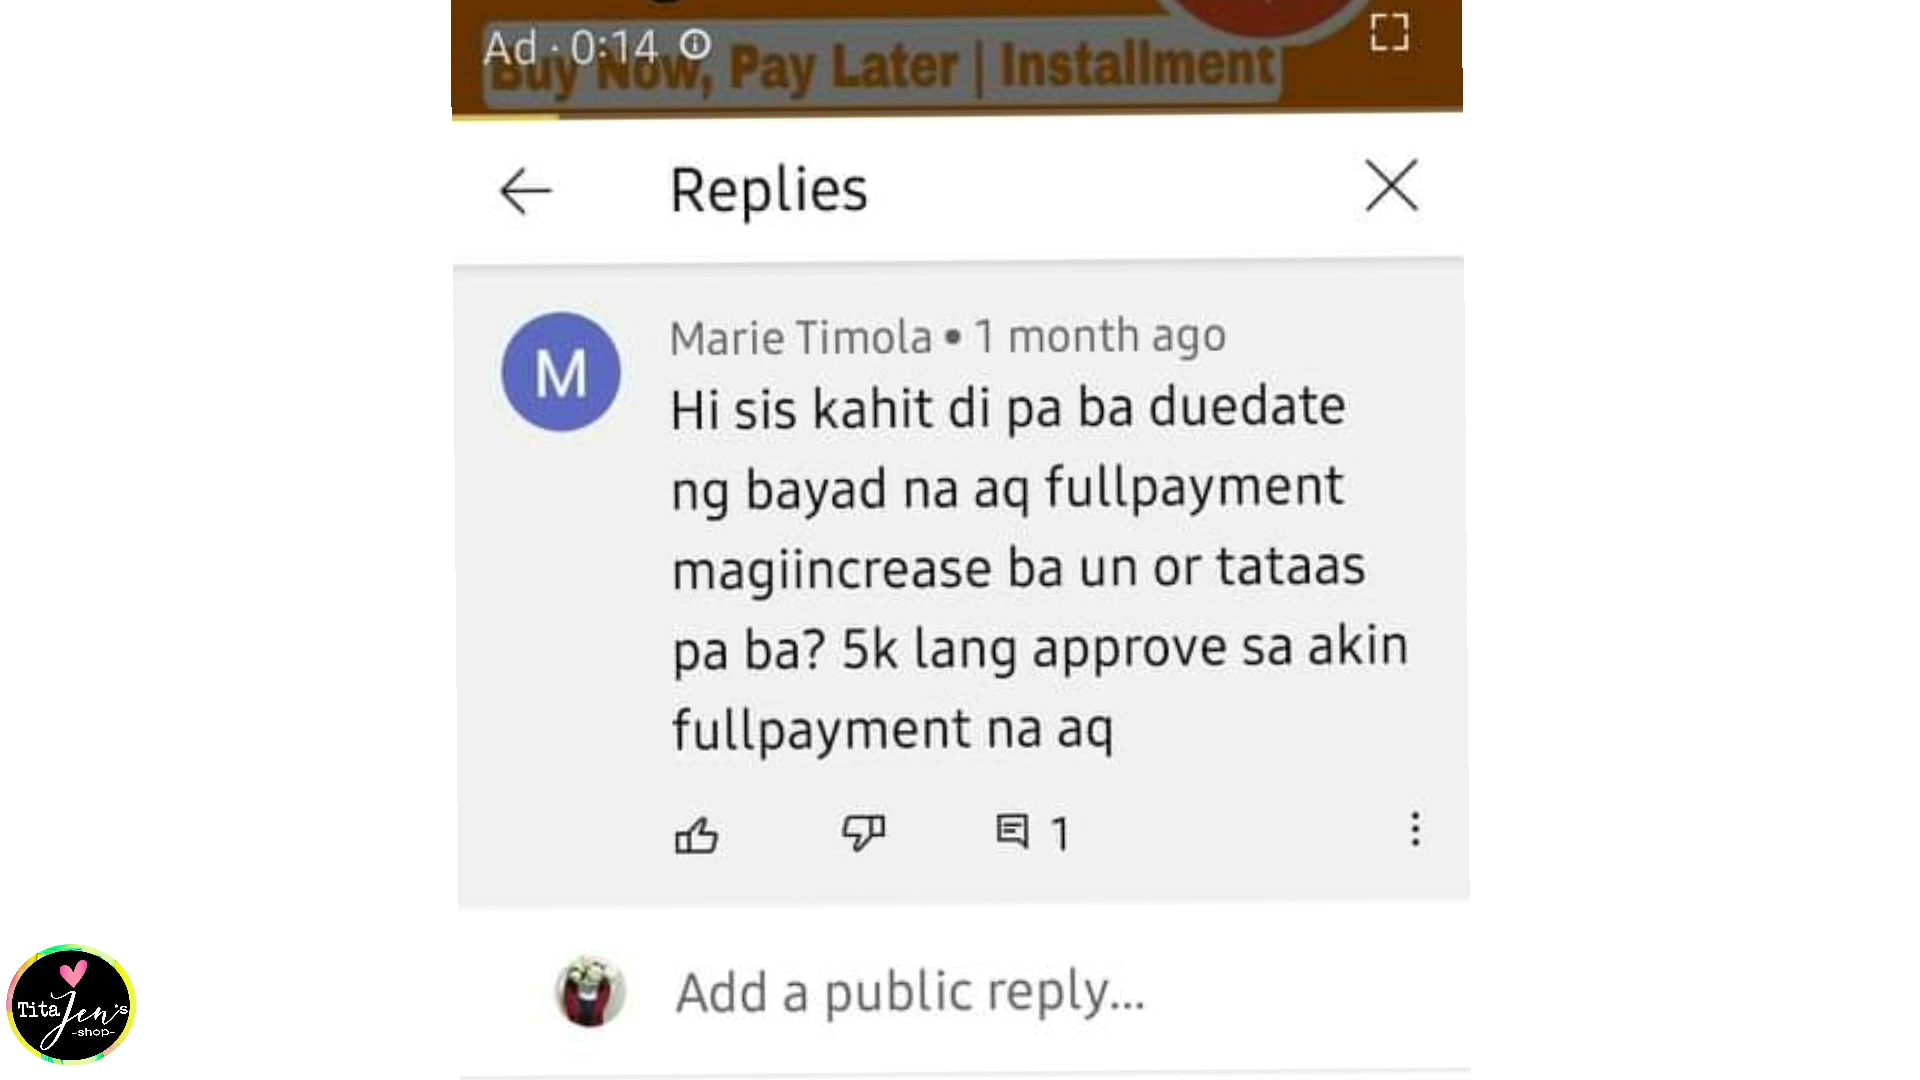 Ad · 0:14
Buy Now, Pay Later | Installment
Replies
Marie Timola • 1 month ago
Hi sis kahit di pa ba duedate
ng bayad na aq fullpayment
magiincrease ba un or tataas
pa ba? 5k lang approve sa akin
fullpayment na aq
1
Add a public reply...
Tita Jen's
-shop-